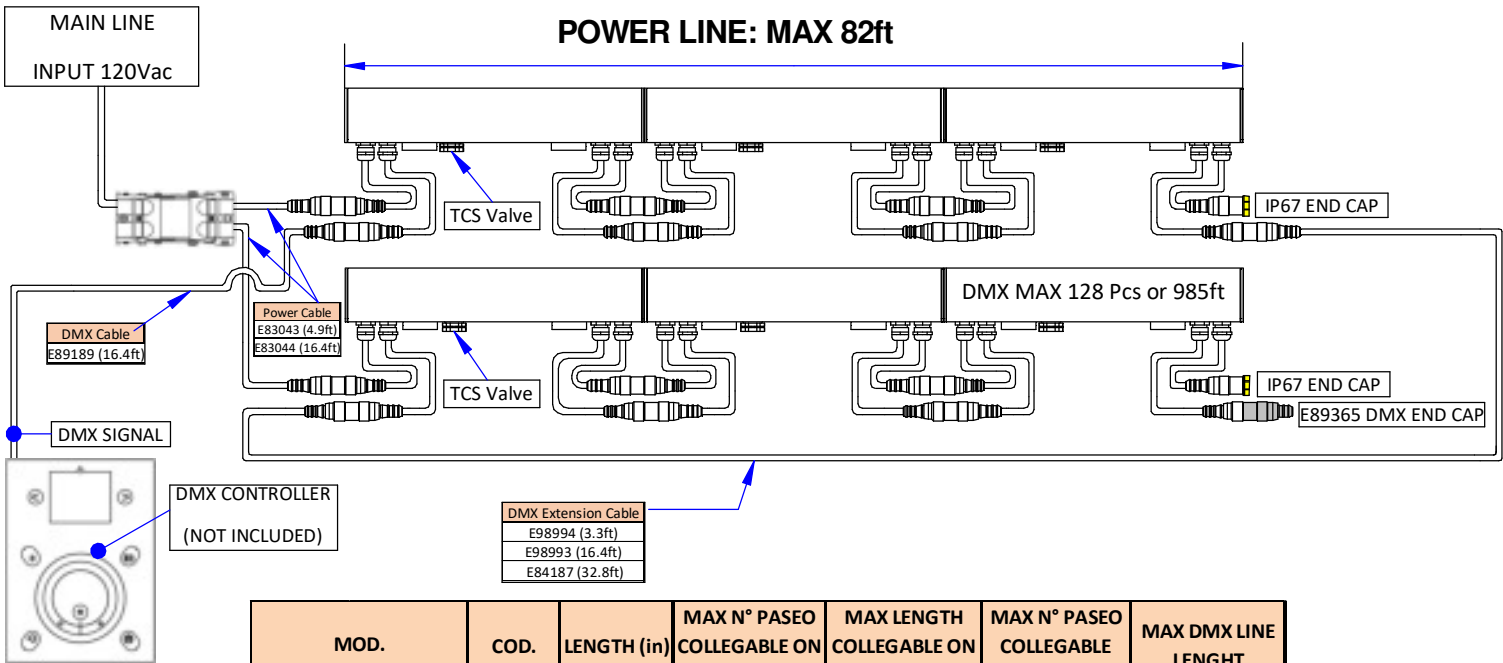 MAIN LINE
INPUT 120Vac
POWER LINE: MAX 82ft
TCS Valve
IP67 END CAP
DMX MAX 128 Pcs or 985ft
Power Cable
E83043 (4.9ft)
E83044 (16.4ft)
DMX Cable
E89189 (16.4ft)
TCS Valve
IP67 END CAP
E89365 DMX END CAP
DMX SIGNAL
DMX CONTROLLER
(NOT INCLUDED)
DMX Extension Cable
E98994 (3.3ft)
E98993 (16.4ft)
E84187 (32.8ft)
MOD.
COD.
LENGTH (in)
MAX N° PASEO
COLLEGABLE ON
MAX LENGTH
COLLEGABLE ON
MAX N° PASEO
COLLEGABLE
MAX DMX LINE
LENGHT